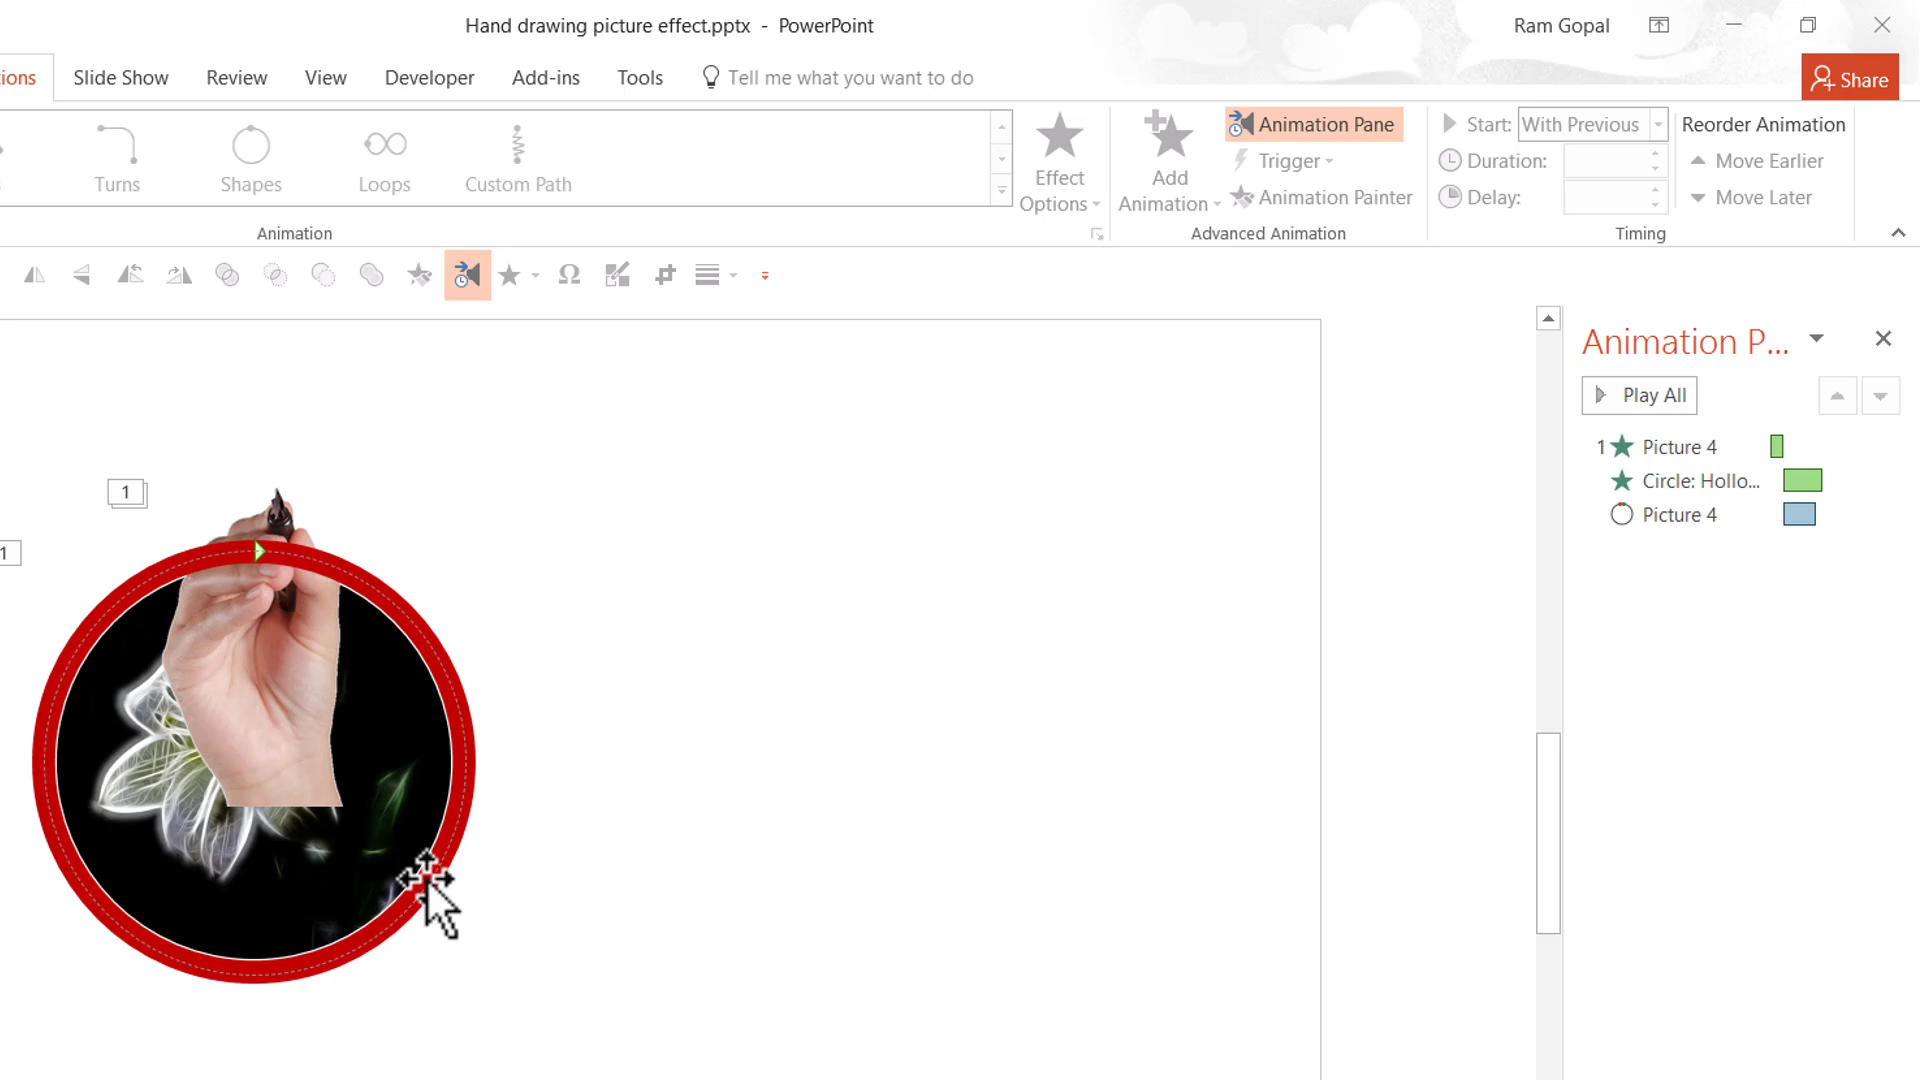 Hand drawing picture effect.pptx - PowerPoint
Ram Gopal
ions Slide Show Review View Developer Add-ins Tools Tell me what you want to do
Share
Turns Shapes Loops Custom Path
Effect Options
Add Animation
Animation Pane
Trigger
Animation Painter
Start: With Previous
Duration:
Delay:
Reorder Animation
Move Earlier
Move Later
Animation
Advanced Animation
Timing
Animation P...
Play All
1 Picture 4
Circle: Hollo...
Picture 4
1
1